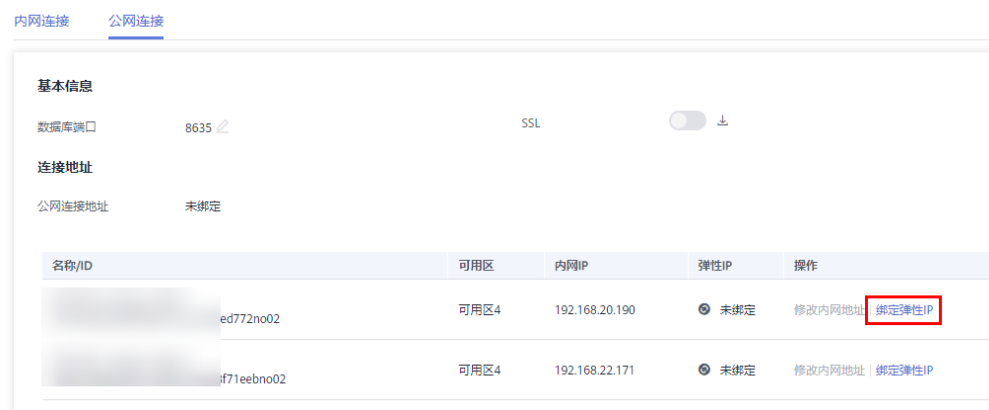 内网连接 公网连接
基本信息
数据库端口 8635 SSL
连接地址
公网连接地址 未绑定
名称/ID 可用区 内网IP 弹性IP 操作
ed772no02 可用区4 192.168.20.190 未绑定 修改内网地址 绑定弹性IP
f71eebno02 可用区4 192.168.22.171 未绑定 修改内网地址 绑定弹性IP